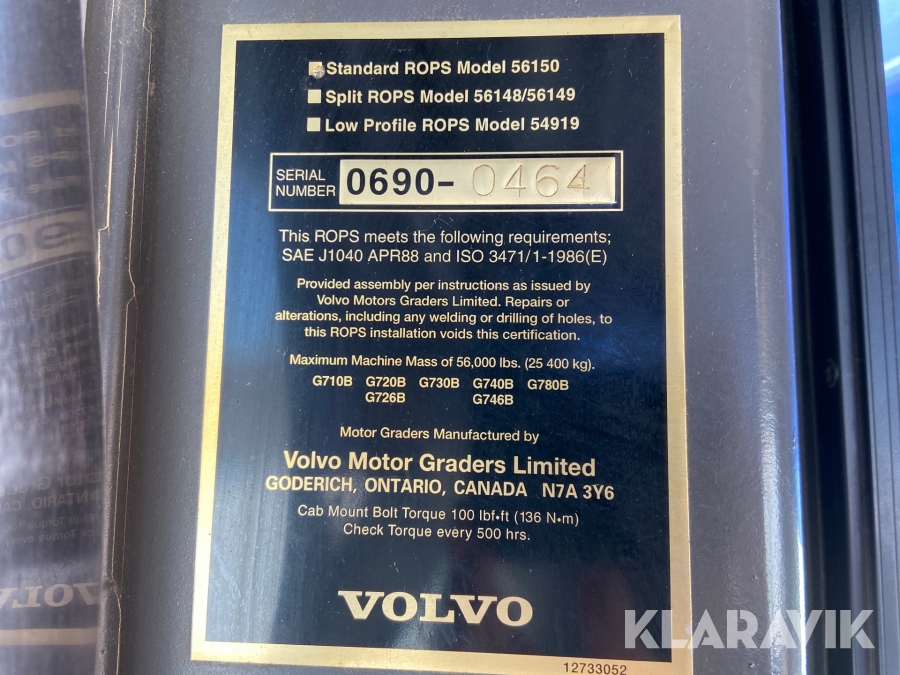 Standard ROPS Model 56150
Split ROPS Model 56148/56149
Low Profile ROPS Model 54919
SERIAL
NUMBER
0690- 0464
This ROPS meets the following requirements;
SAE J1040 APR88 and ISO 3471/1-1986(E)
Provided assembly per instructions as issued by
Volvo Motors Graders Limited. Repairs or
alterations, including any welding or drilling of holes, to
this ROPS installation voids this certification.
Maximum Machine Mass of 56,000 lbs. (25 400 kg).
G710B G720B G730B G740B G780B
G726B G746B
Motor Graders Manufactured by
Volvo Motor Graders Limited
GODERICH, ONTARIO, CANADA N7A 3Y6
Cab Mount Bolt Torque 100 lbf•ft (136 N•m)
Check Torque every 500 hrs.
VOLVO
12733052
KLARAVIK